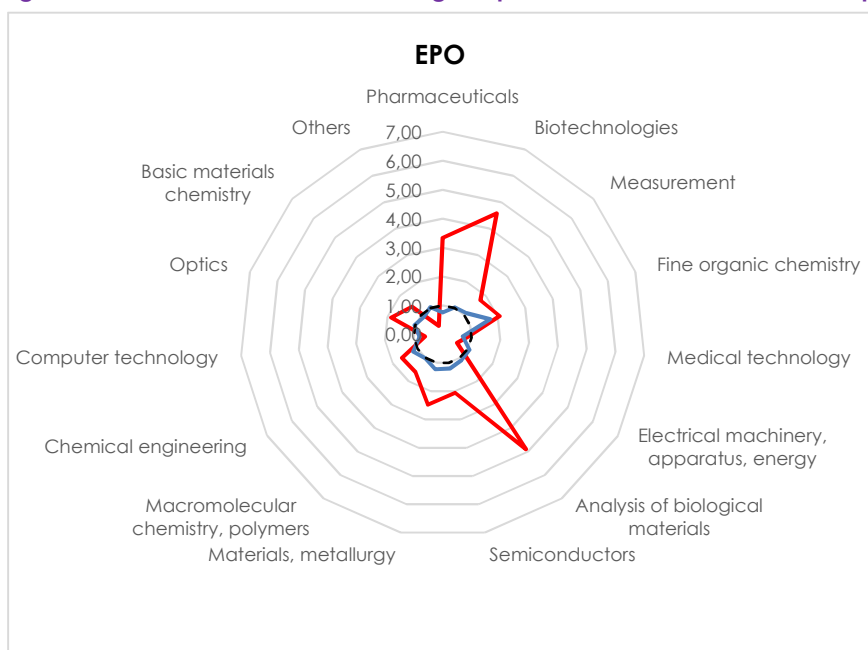 EPO
Pharmaceuticals
Others
7,00
Biotechnologies
6,00
Basic materials
chemistry
5,00
Measurement
4,00
3,00
Optics
2,00
Fine organic chemistry
1,00
0,00
Computer technology
Medical technology
Chemical engineering
Electrical machinery,
apparatus, energy
Macromolecular
chemistry, polymers
Analysis of biological
materials
Materials, metallurgy
Semiconductors